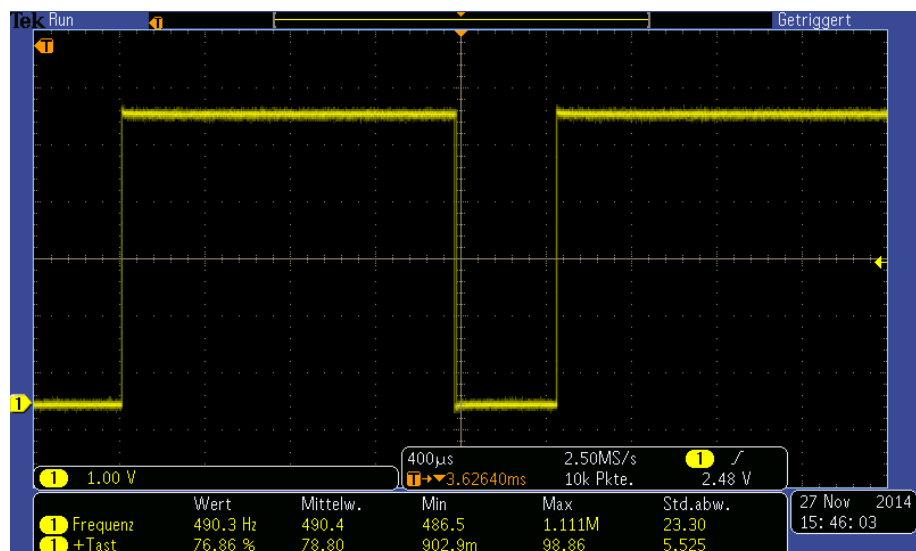 Tek Run T Getriggert
T
1
1 1.00 V
400µs 2.50MS/s 1
T→▼3.62640ms 10k Pkte. 2.48 V
Wert Mittelw. Min Max Std.abw.
1 Frequenz 490.3 Hz 490.4 486.5 1.111M 23.30
1 +Tast 76.86 % 78.80 902.9m 98.86 5.525
27 Nov 2014
15:46:03